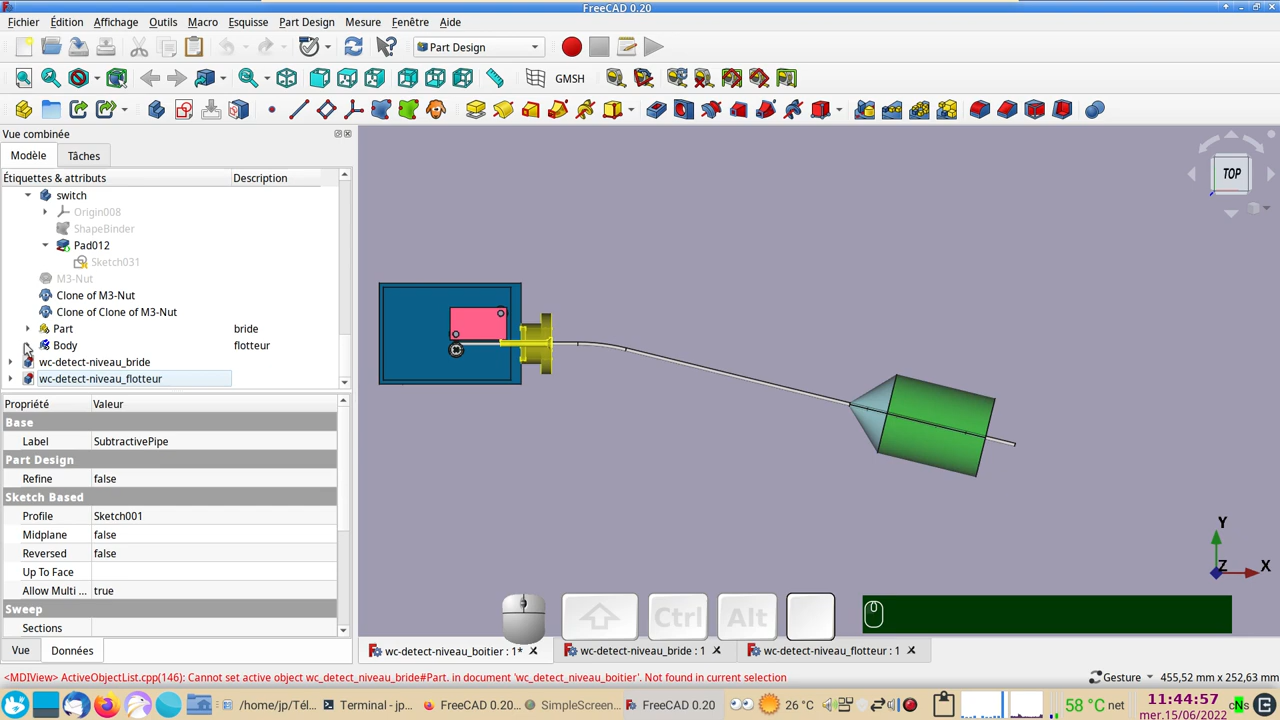 FreeCAD 0.20
Fichier Édition Affichage Outils Macro Esquisse Part Design Mesure Fenêtre Aide
Part Design
GMSH
Vue combinée
Modèle Tâches
Étiquettes & attributs Description
switch
Origin008
ShapeBinder
Pad012
Sketch031
M3-Nut
Clone of M3-Nut
Clone of Clone of M3-Nut
Part bride
Body flotteur
wc-detect-niveau_bride
wc-detect-niveau_flotteur
Propriété Valeur
Base
Label SubtractivePipe
Part Design
Refine false
Sketch Based
Profile Sketch001
Midplane false
Reversed false
Up To Face
Allow Multi ... true
Sweep
Sections
Vue Données
TOP
Y
Z X
Ctrl Alt
wc-detect-niveau_boitier : 1* wc-detect-niveau_bride : 1 wc-detect-niveau_flotteur : 1
<MDIView> ActiveObjectList.cpp(146): Cannot set active object wc_detect_niveau_bride#Part. in document 'wc_detect_niveau_boitier'. Not found in current selection
Gesture 455,52 mm x 252,63 mm
/home/jp/Tél... Terminal - jp... FreeCAD 0.20... SimpleScreen... FreeCAD 0.20 26 °C 58 °C net 11:44:57
mer.15/06/2022